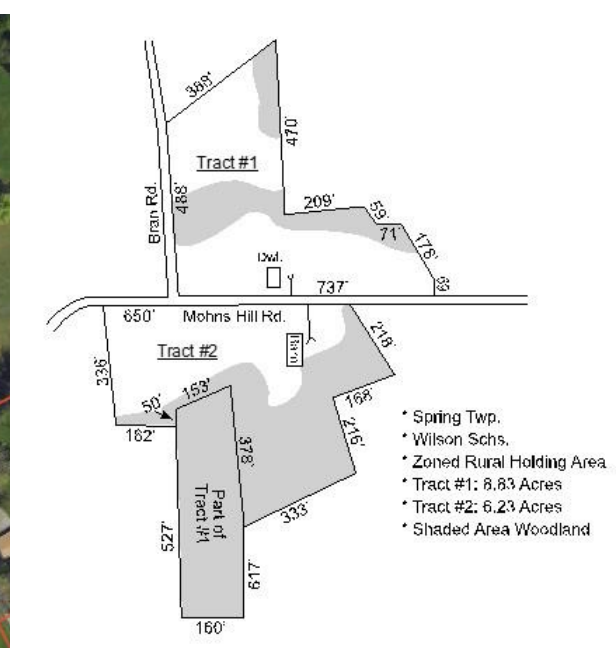 388'
470'
Tract #1
Bran Rd.
488'
209'
59'
71'
178'
69'
Dwl.
737'
650'
Mohns Hill Rd.
Tract #2
Barn
218'
336'
153'
50'
168'
162'
378'
216'
Part of
Tract #1
333'
527'
617'
160'
* Spring Twp.
* Wilson Schs.
* Zoned Rural Holding Area
* Tract #1: 8.83 Acres
* Tract #2: 6.23 Acres
* Shaded Area Woodland